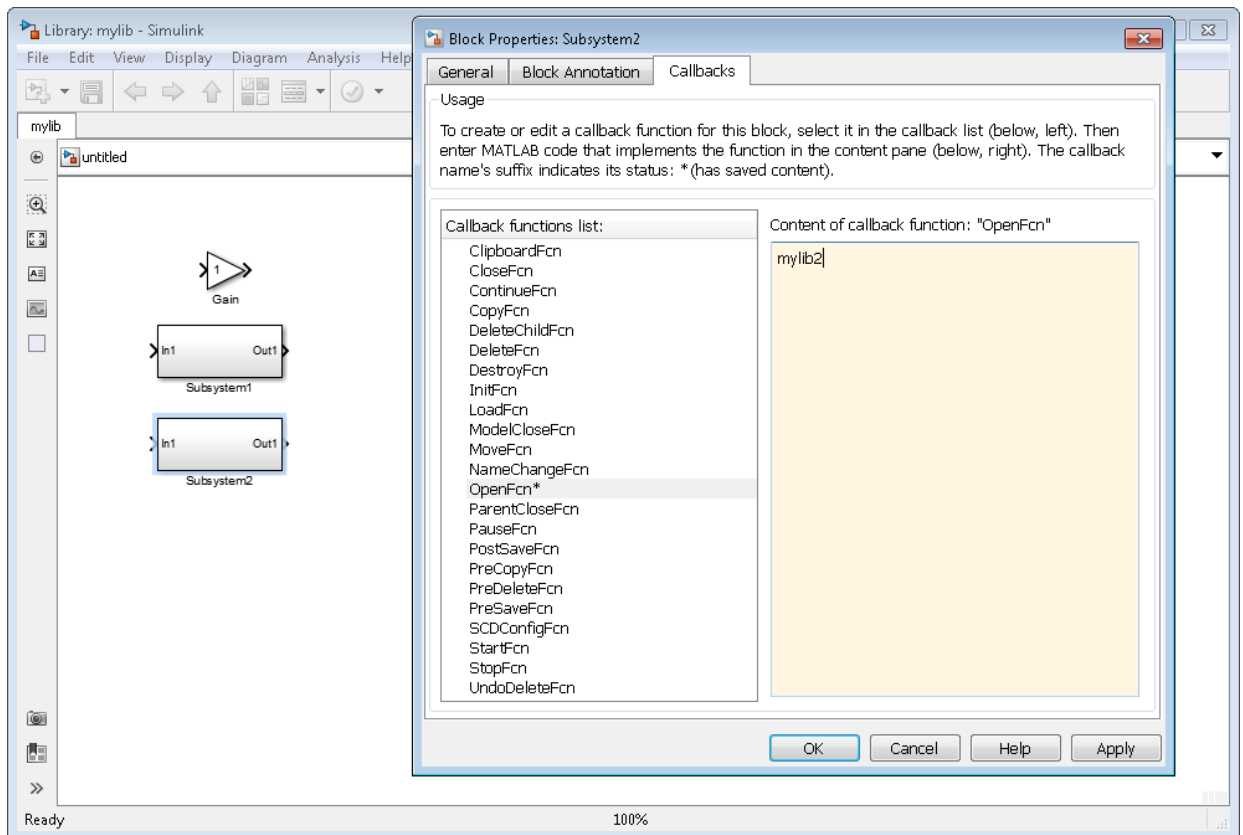 Library: mylib - Simulink
File Edit View Display Diagram Analysis Help
mylib
untitled
1
Gain
In1 Out1
Subsystem1
In1 Out1
Subsystem2
Ready
100%
Block Properties: Subsystem2
General Block Annotation Callbacks
Usage
To create or edit a callback function for this block, select it in the callback list (below, left). Then
enter MATLAB code that implements the function in the content pane (below, right). The callback
name's suffix indicates its status: *(has saved content).
Callback functions list:
ClipboardFcn
CloseFcn
ContinueFcn
CopyFcn
DeleteChildFcn
DeleteFcn
DestroyFcn
InitFcn
LoadFcn
ModelCloseFcn
MoveFcn
NameChangeFcn
OpenFcn*
ParentCloseFcn
PauseFcn
PostSaveFcn
PreCopyFcn
PreDeleteFcn
PreSaveFcn
SCDConfigFcn
StartFcn
StopFcn
UndoDeleteFcn
Content of callback function: "OpenFcn"
mylib2
OK Cancel Help Apply